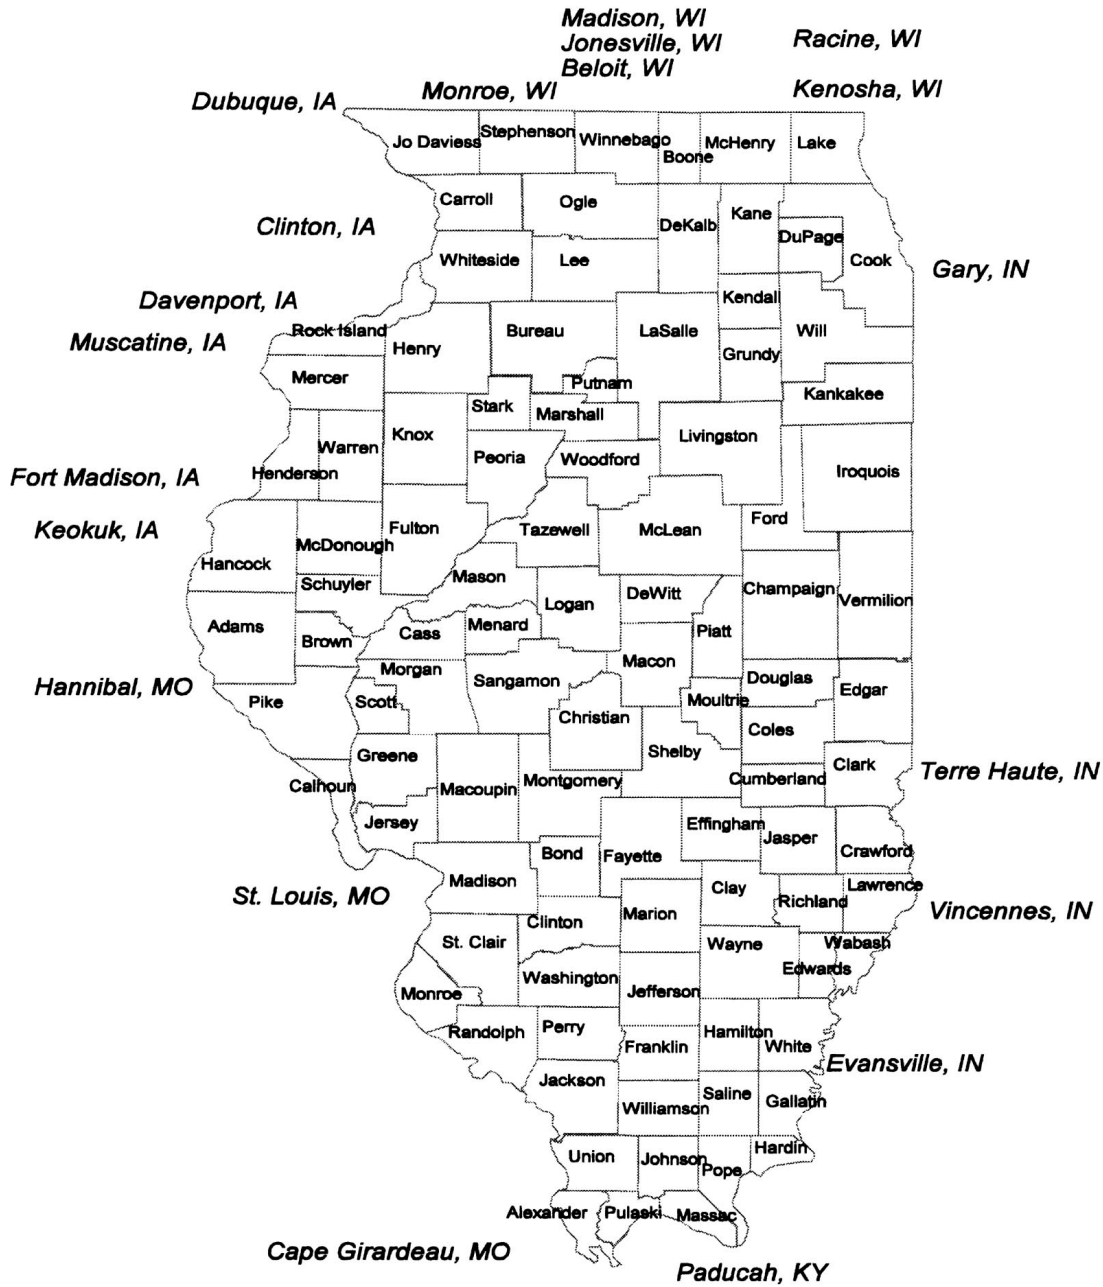 Madison, WI
Jonesville, WI
Beloit, WI
Racine, WI
Kenosha, WI
Monroe, WI
Dubuque, IA
Jo Daviess
Stephenson
Winnebago
Boone
McHenry
Lake
Carroll
Ogle
DeKalb
Kane
DuPage
Cook
Clinton, IA
Whiteside
Lee
Gary, IN
Kendall
Davenport, IA
Rock Island
Henry
Bureau
LaSalle
Will
Grundy
Muscatine, IA
Mercer
Putnam
Kankakee
Stark
Marshall
Knox
Warren
Livingston
Peoria
Woodford
Henderson
Iroquois
Fort Madison, IA
Keokuk, IA
Fulton
Tazewell
McLean
Ford
McDonough
Hancock
Schuyler
Mason
Logan
DeWitt
Champaign
Vermilion
Adams
Brown
Cass
Menard
Piatt
Macon
Hannibal, MO
Morgan
Sangamon
Douglas
Edgar
Pike
Scott
Christian
Moultrie
Coles
Shelby
Greene
Clark
Terre Haute, IN
Calhoun
Macoupin
Montgomery
Cumberland
Jersey
Effingham
Jasper
Bond
Fayette
Crawford
Madison
Clay
Lawrence
St. Louis, MO
Richland
Vincennes, IN
Clinton
Marion
St. Clair
Wayne
Wabash
Edwards
Washington
Jefferson
Monroe
Randolph
Perry
Hamilton
Franklin
White
Evansville, IN
Jackson
Williamson
Saline
Gallatin
Union
Johnson
Pope
Hardin
Alexander
Pulaski
Massac
Cape Girardeau, MO
Paducah, KY